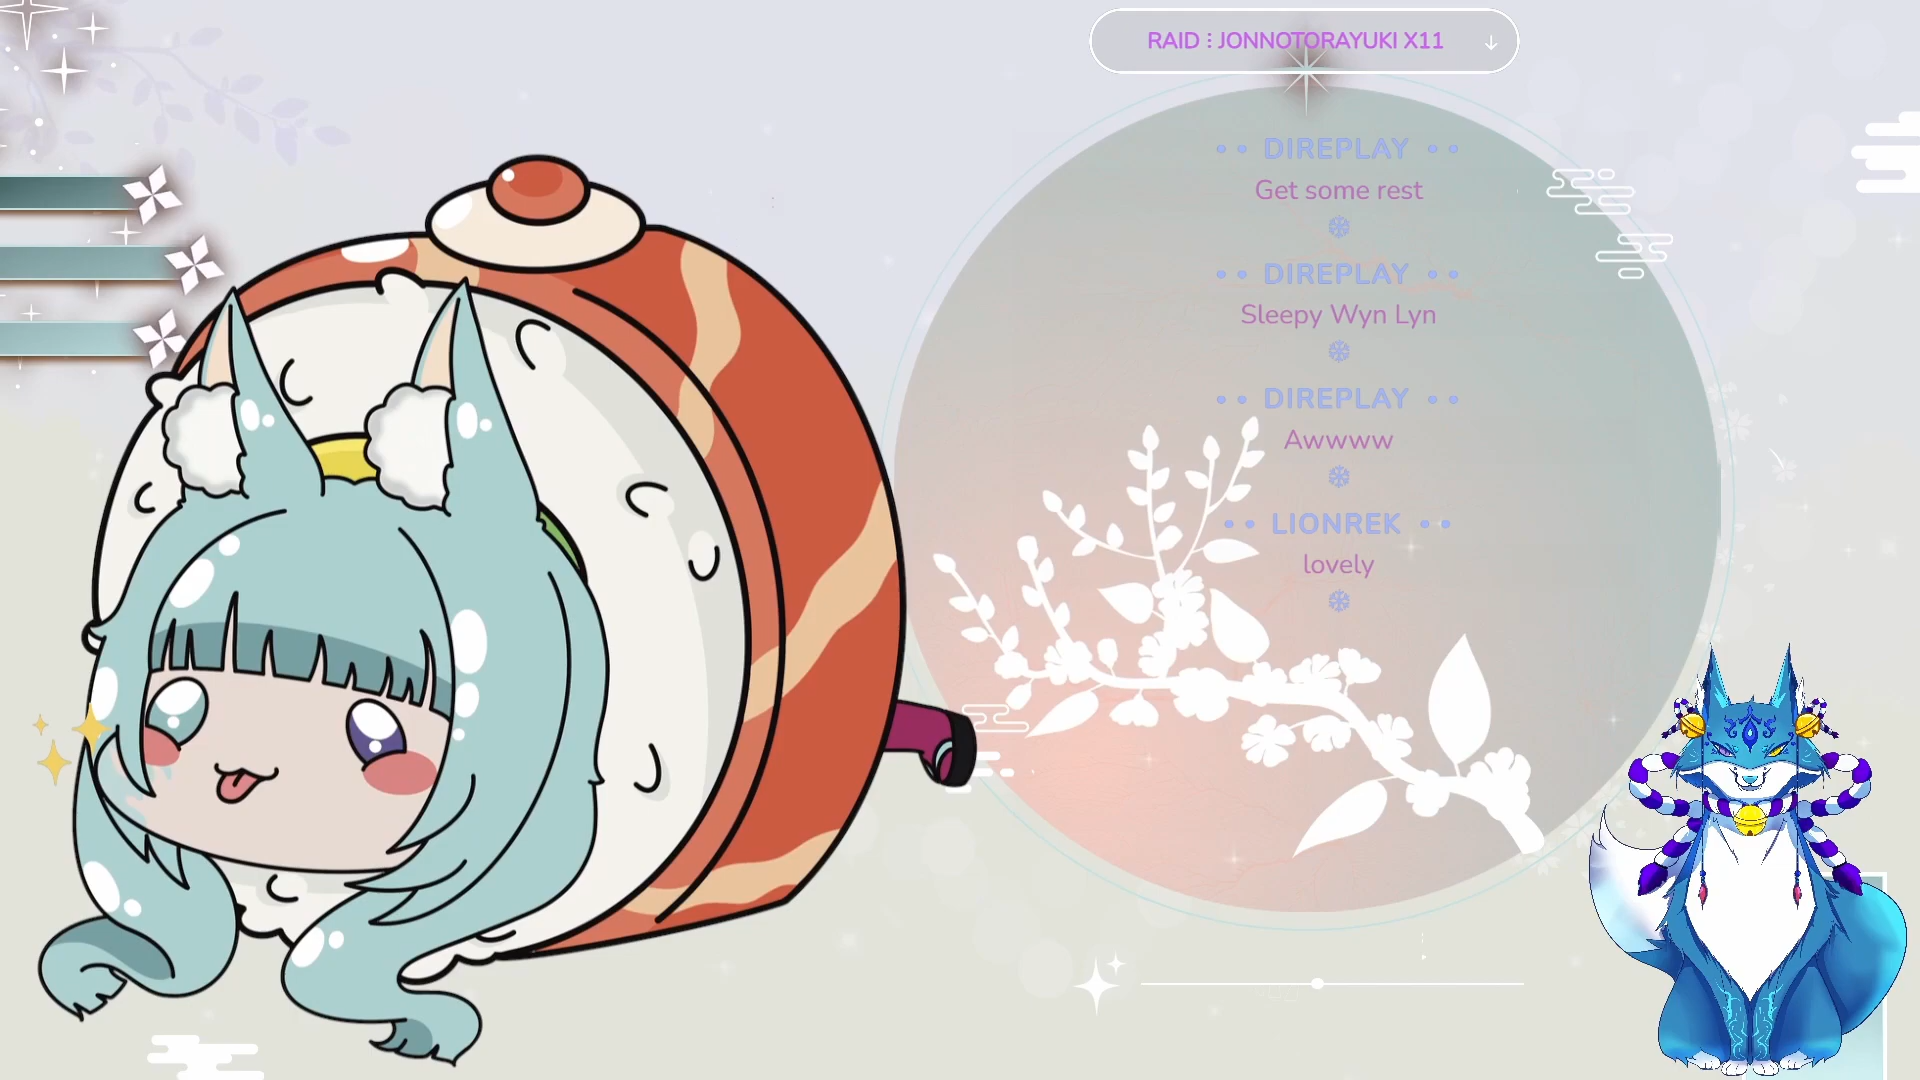 RAID : JONNOTORAYUKI X11
DIREPLAY
Get some rest
DIREPLAY
Sleepy Wyn Lyn
DIREPLAY
Awwww
LIONREK
lovely